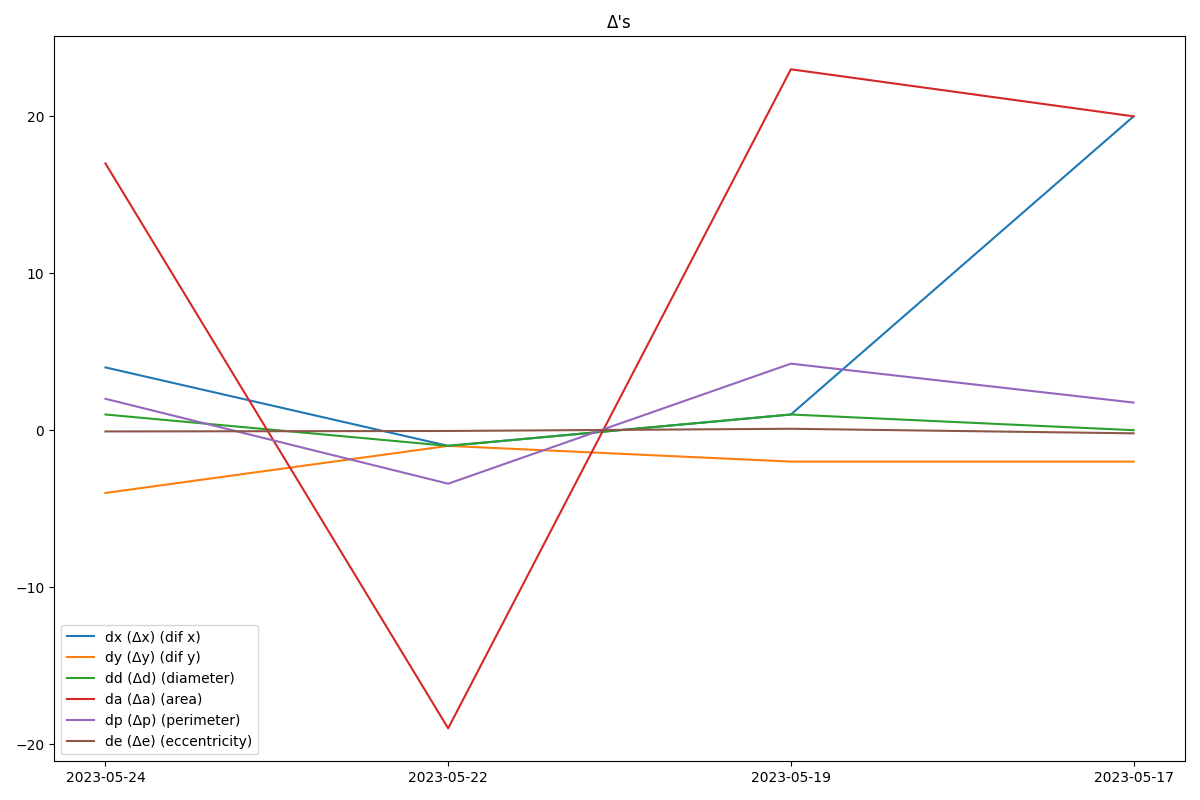 Δ's
20
10
0
−10
−20
dx (Δx) (dif x)
dy (Δy) (dif y)
dd (Δd) (diameter)
da (Δa) (area)
dp (Δp) (perimeter)
de (Δe) (eccentricity)
2023-05-24 2023-05-22 2023-05-19 2023-05-17